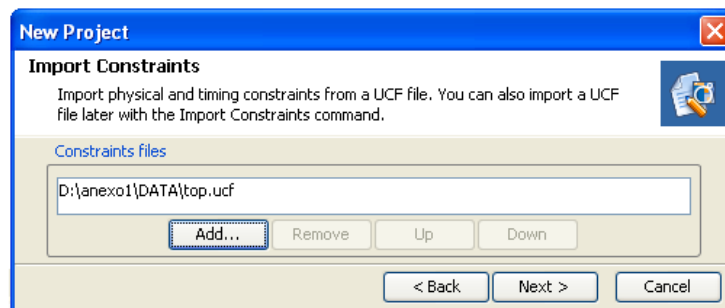 New Project
Import Constraints
Import physical and timing constraints from a UCF file. You can also import a UCF
file later with the Import Constraints command.
Constraints files
D:\anexo1\DATA\top.ucf
Add...
Remove
Up
Down
< Back
Next >
Cancel